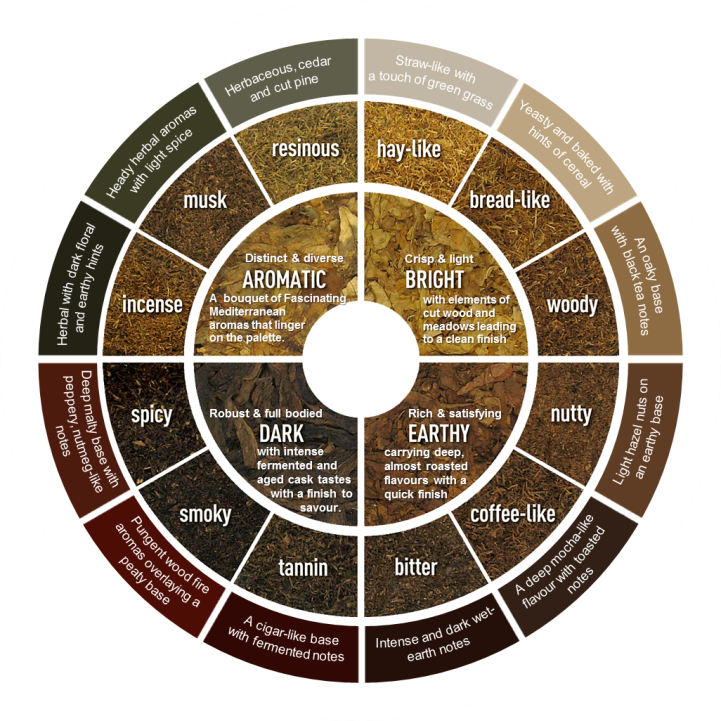 Herbaceous, cedar
and cut pine
Straw-like with
a touch of green grass
Yeasty and baked with
hints of cereal
An oaky base
with black tea notes
Light hazel nuts on
an earthy base
A deep mocha-like
flavour with toasted
notes
Intense and dark wet-
earth notes
A cigar-like base
with fermented notes
Pungent wood fire
aromas overlaying a
peaty base
Deep malty base with
peppery, nutmeg-like
notes
Herbal with dark floral
and earthy hints
Heady herbal aromas
with light spice
resinous
hay-like
bread-like
woody
nutty
coffee-like
bitter
tannin
smoky
spicy
incense
musk
Distinct & diverse
AROMATIC
A bouquet of Fascinating
Mediterranean
aromas that linger
on the palette.
Crisp & light
BRIGHT
with elements of
cut wood and
meadows leading
to a clean finish
Robust & full bodied
DARK
with intense
fermented and
aged cask tastes
with a finish to
savour.
Rich & satisfying
EARTHY
carrying deep,
almost roasted
flavours with a
quick finish